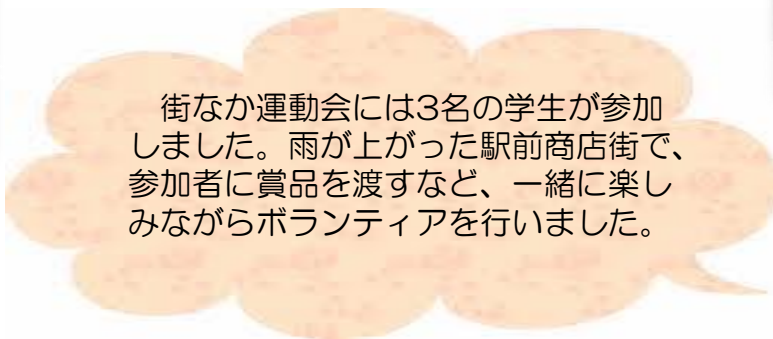 街なか運動会には3名の学生が参加
しました。雨が上がった駅前商店街で、
参加者に賞品を渡すなど、一緒に楽し
みながらボランティアを行いました。